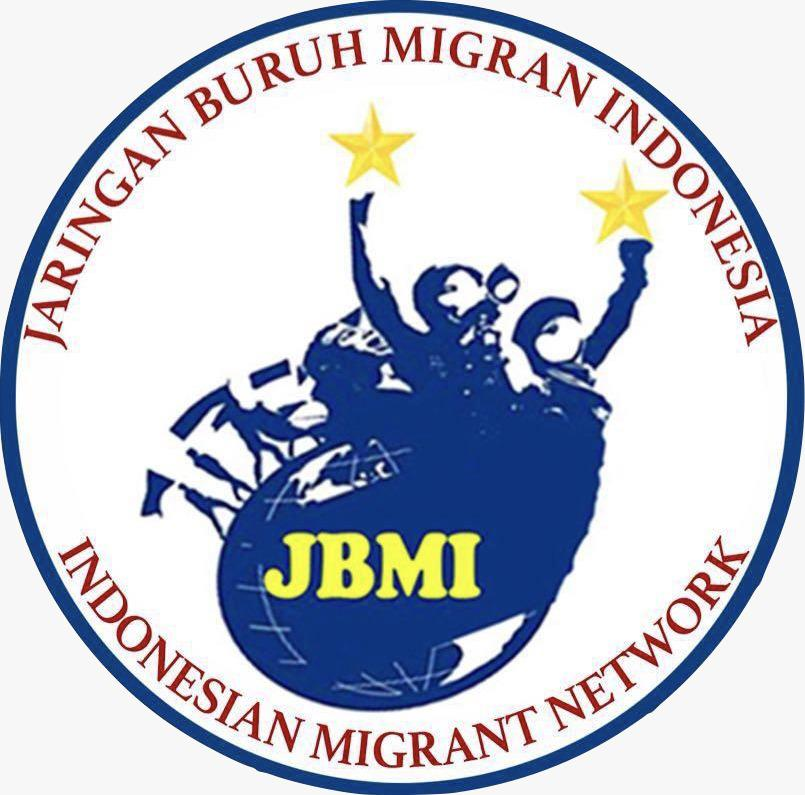 JARINGAN BURUH MIGRAN INDONESIA
JBMI
INDONESIAN MIGRANT NETWORK